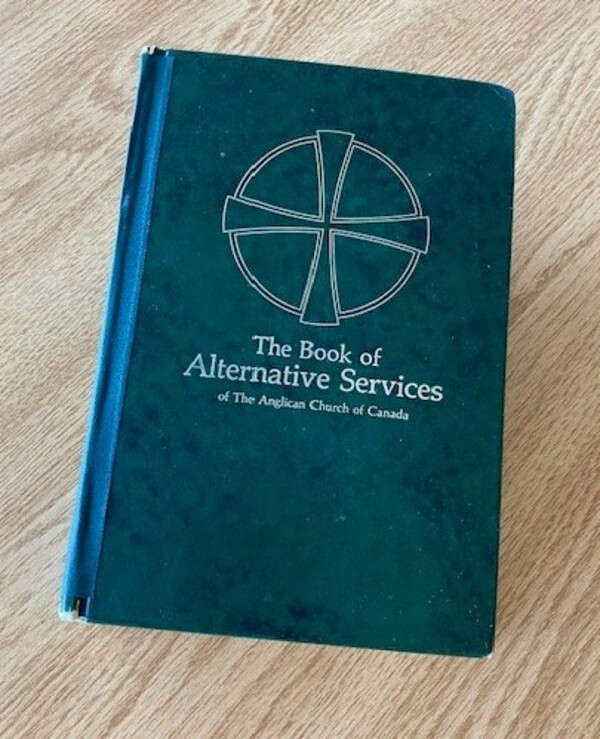 The Book of
Alternative Services
of The Anglican Church of Canada